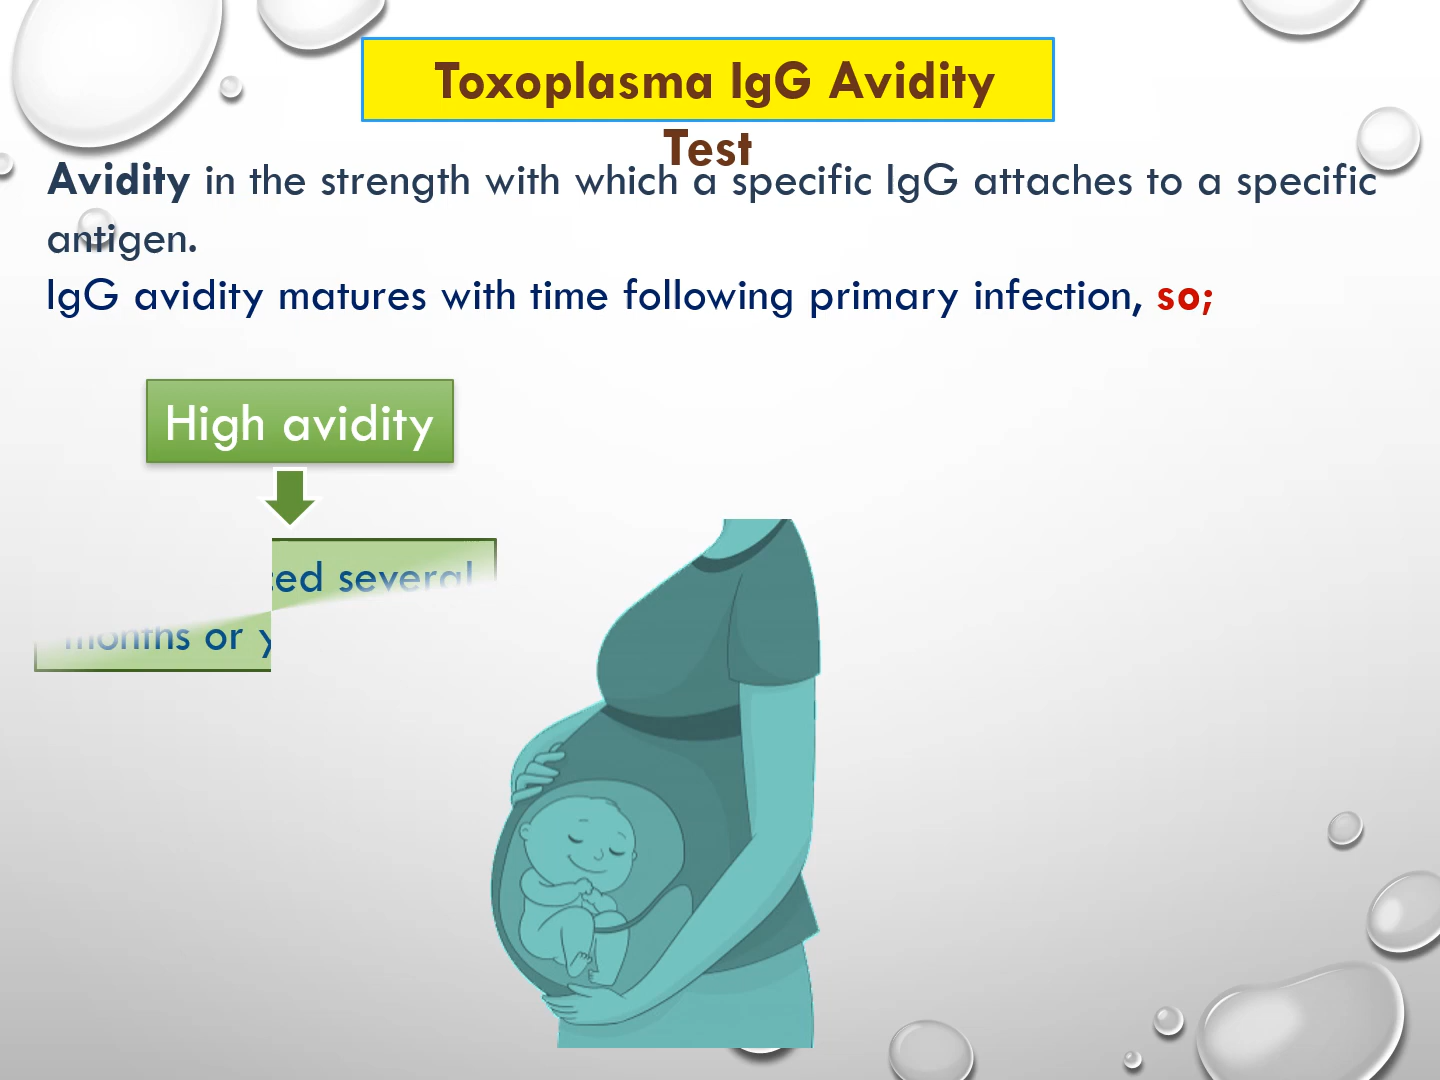 Toxoplasma IgG Avidity
Test
Avidity in the strength with which a specific IgG attaches to a specific
antigen.
IgG avidity matures with time following primary infection, so;
High avidity
several
months or